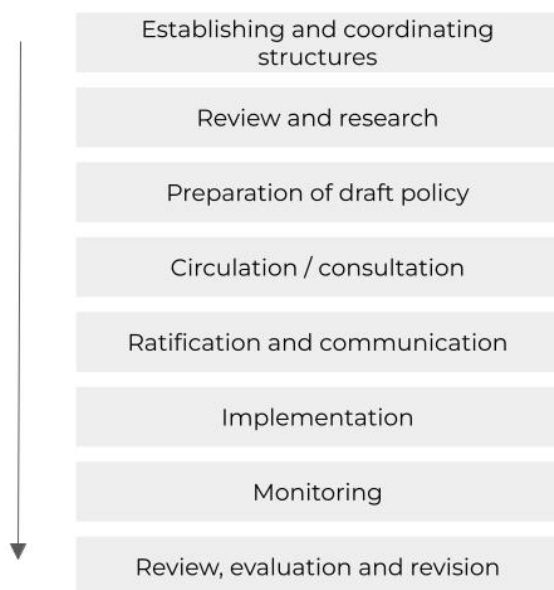 Establishing and coordinating
structures
Review and research
Preparation of draft policy
Circulation / consultation
Ratification and communication
Implementation
Monitoring
Review, evaluation and revision